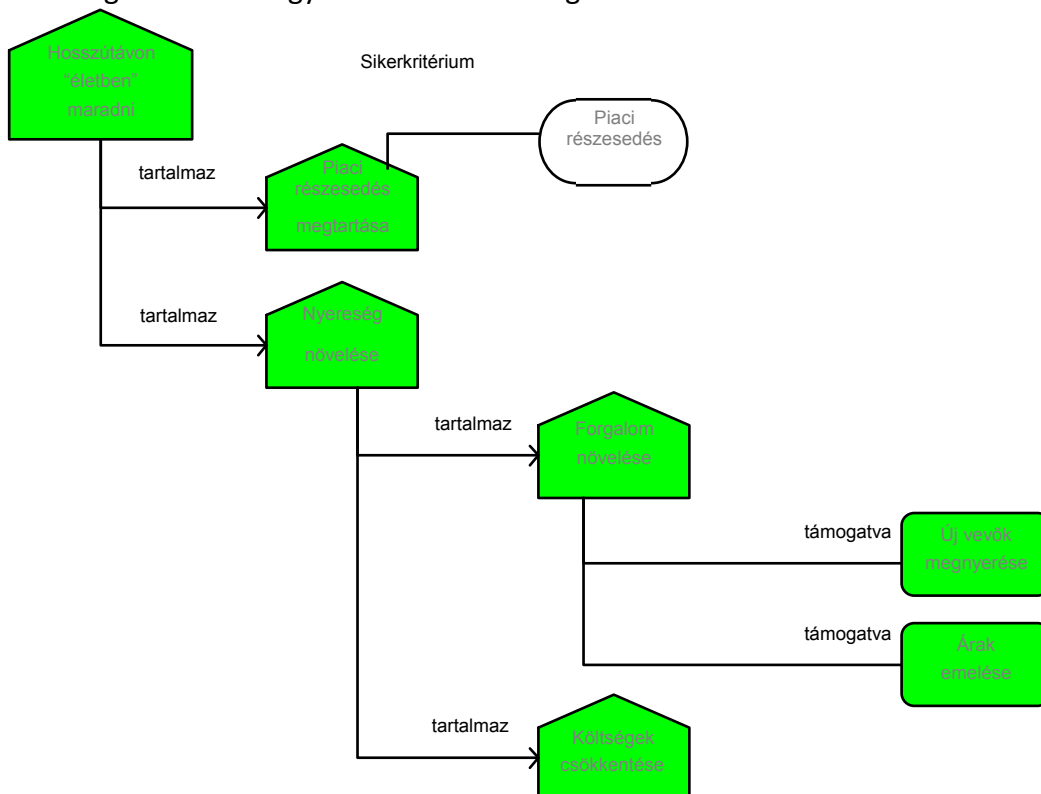 Hosszútávon
"életben"
maradni
Sikerkritérium
Piaci
részesedés
tartalmaz
Piaci
részesedés
megtartása
tartalmaz
Nyereség
növelése
tartalmaz
Forgalom
növelése
támogatva
Új vevők
megnyerése
támogatva
Árak
emelése
tartalmaz
Költségek
csökkentése